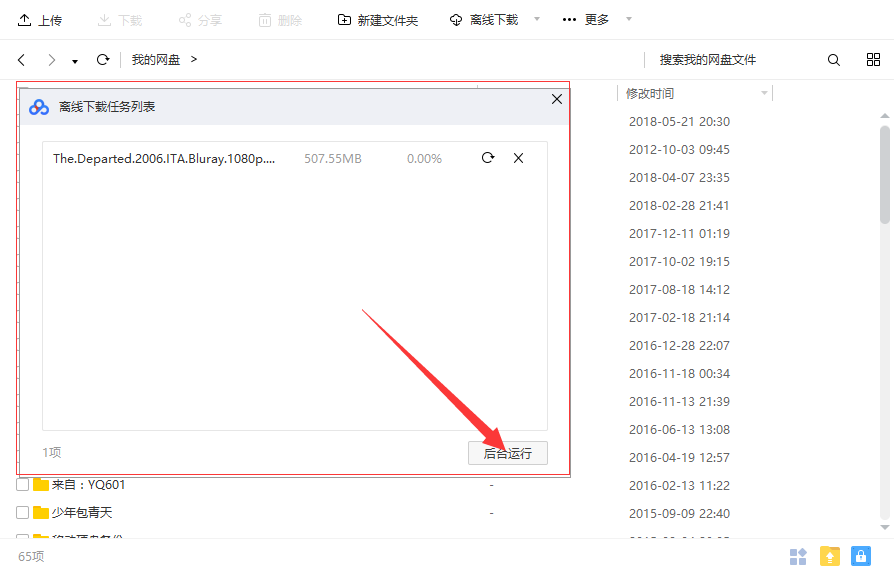 上传 下载 分享 删除 新建文件夹 离线下载 更多
我的网盘 > 搜索我的网盘文件
修改时间
离线下载任务列表
The.Departed.2006.ITA.Bluray.1080p.... 507.55MB 0.00%
2018-05-21 20:30
2012-10-03 09:45
2018-04-07 23:35
2018-02-28 21:41
2017-12-11 01:19
2017-10-02 19:15
2017-08-18 14:12
2017-02-18 21:14
2016-12-28 22:07
2016-11-18 00:34
2016-11-13 21:39
2016-06-13 13:08
1项 后台运行
2016-04-19 12:57
来自：YQ601 - 2016-02-13 11:22
少年包青天 - 2015-09-09 22:40
65项